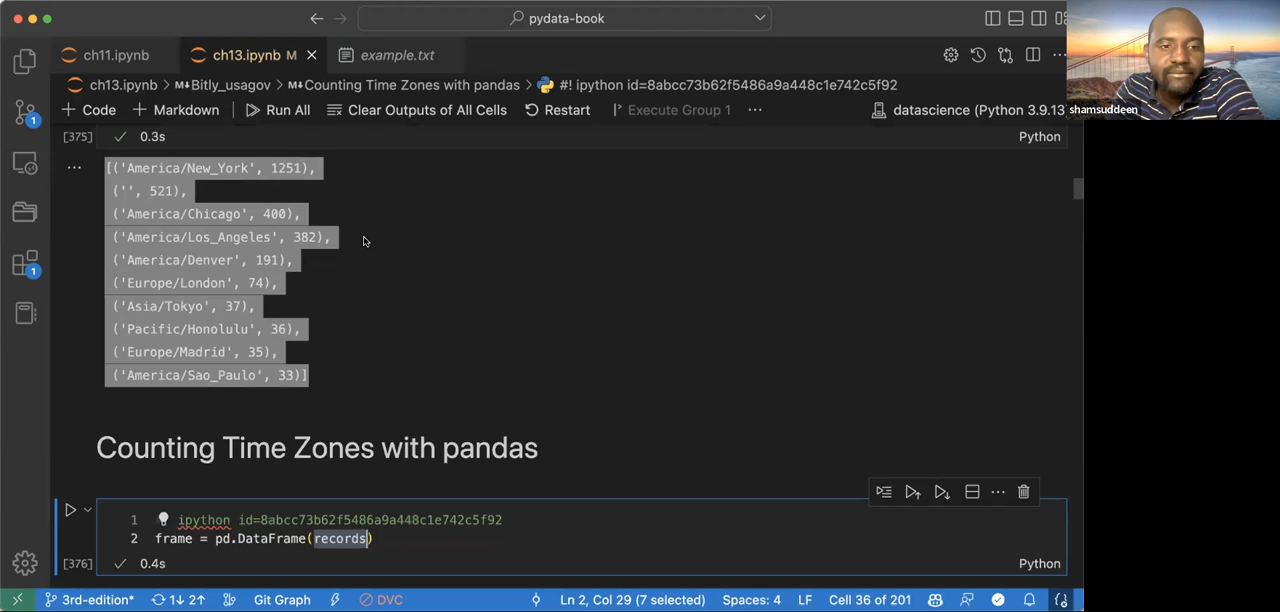 pydata-book
ch11.ipynb
ch13.ipynb M
example.txt
ch13.ipynb > M↓Bitly_usagov > M↓Counting Time Zones with pandas > #! ipython id=8abcc73b62f5486a9a448c1e742c5f92
+ Code + Markdown Run All Clear Outputs of All Cells Restart Execute Group 1 ... datascience (Python 3.9.13
shamsuddeen
[375] ✓ 0.3s Python
... [('America/New_York', 1251),
('', 521),
('America/Chicago', 400),
('America/Los_Angeles', 382),
('America/Denver', 191),
('Europe/London', 74),
('Asia/Tokyo', 37),
('Pacific/Honolulu', 36),
('Europe/Madrid', 35),
('America/Sao_Paulo', 33)]
Counting Time Zones with pandas
1 ipython id=8abcc73b62f5486a9a448c1e742c5f92
2 frame = pd.DataFrame(records)
[376] ✓ 0.4s Python
1
1
3rd-edition* 1↓ 2↑ Git Graph DVC Ln 2, Col 29 (7 selected) Spaces: 4 LF Cell 36 of 201